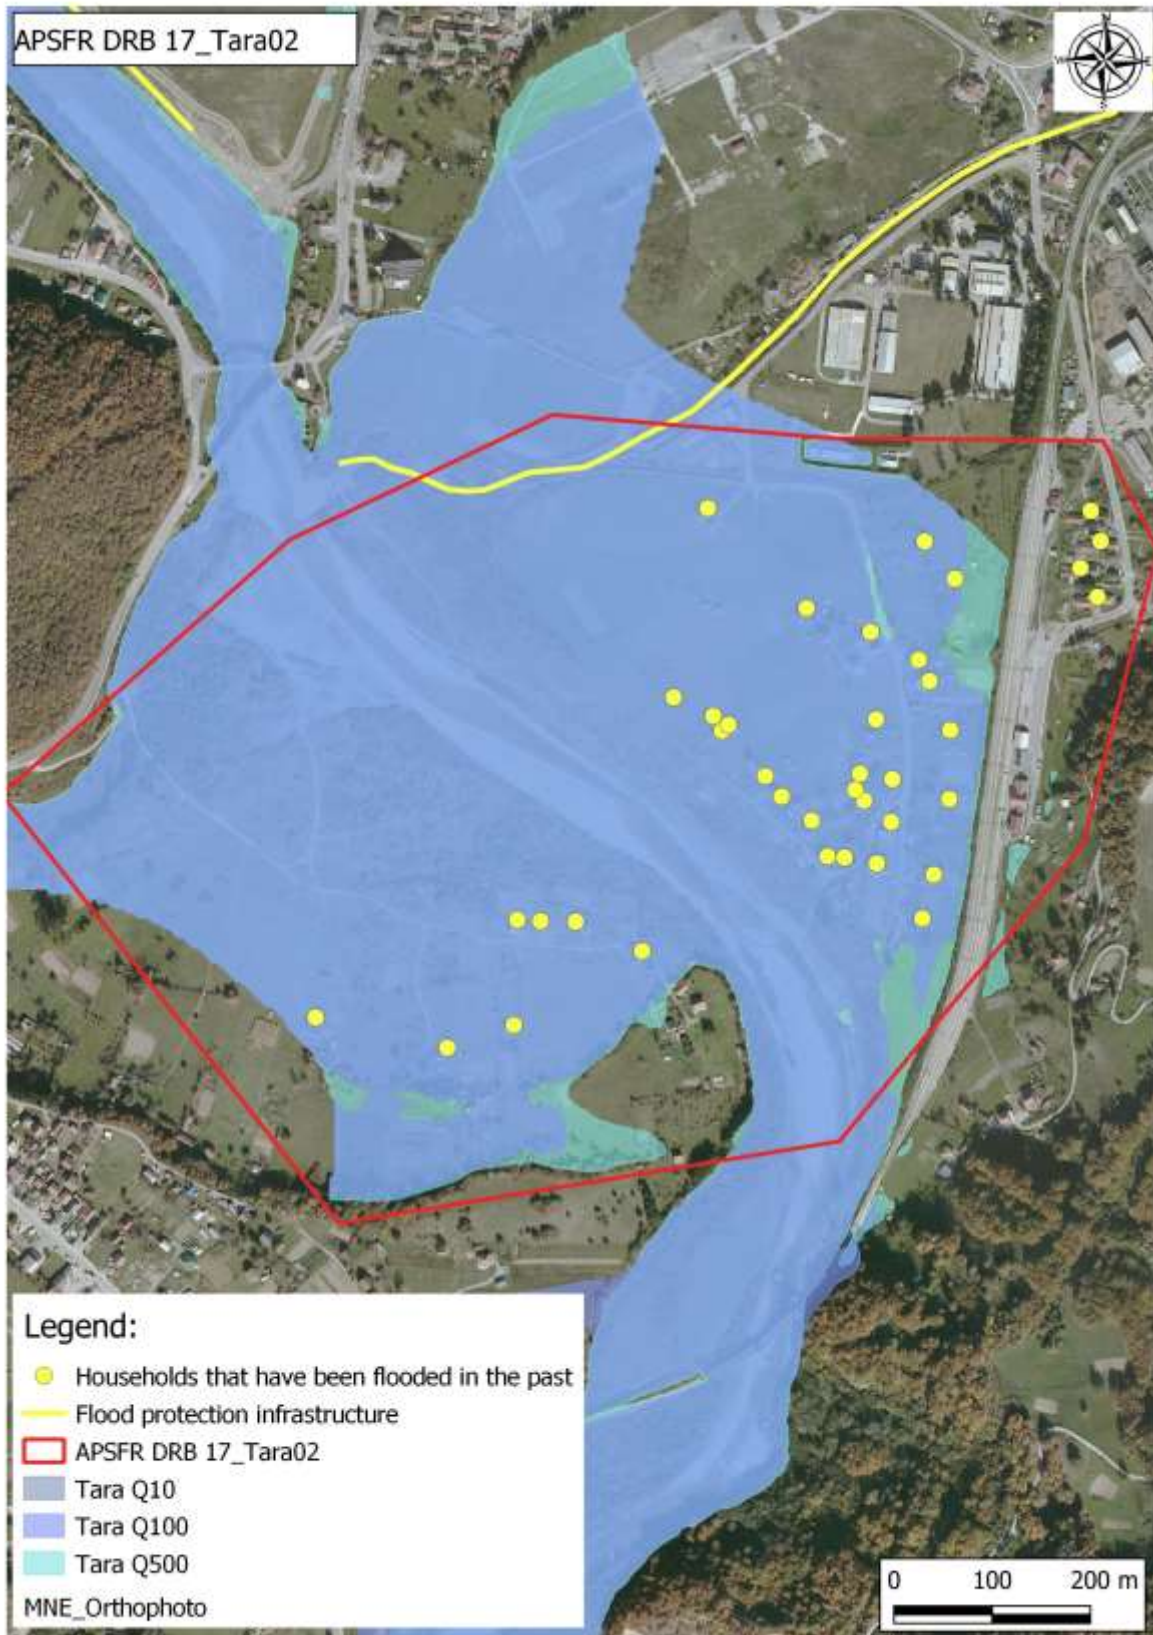 APSFR DRB 17_Tara02
N
W
E
S
Legend:
Households that have been flooded in the past
Flood protection infrastructure
APSFR DRB 17_Tara02
Tara Q10
Tara Q100
Tara Q500
MNE_Orthophoto
0 100 200 m